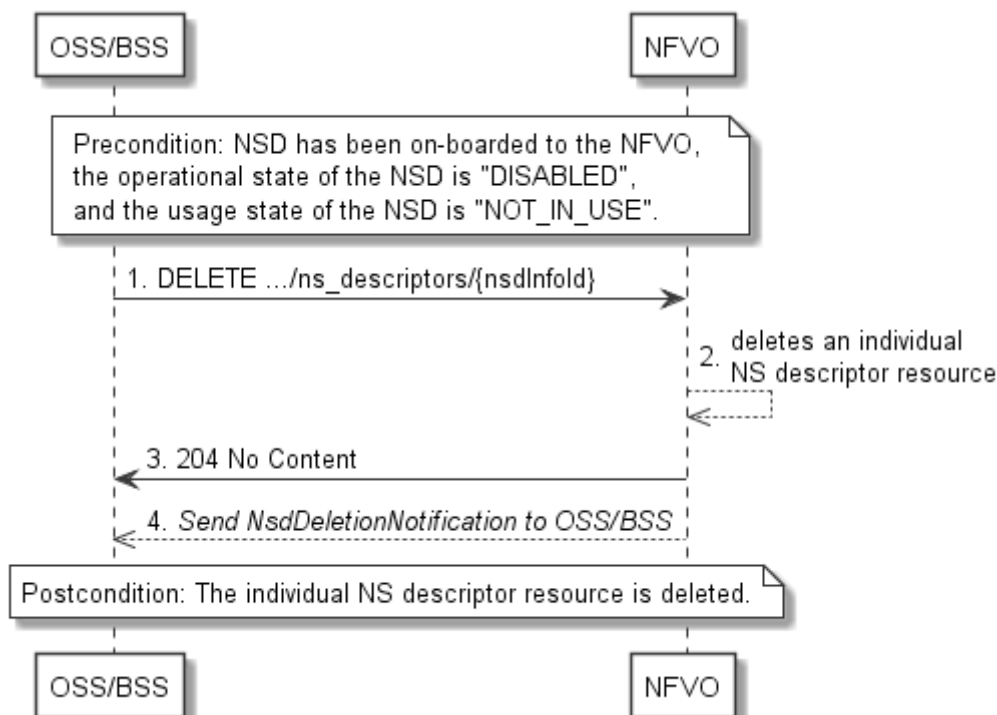 OSS/BSS
NFVO
Precondition: NSD has been on-boarded to the NFVO,
the operational state of the NSD is "DISABLED",
and the usage state of the NSD is "NOT_IN_USE".
1. DELETE .../ns_descriptors/{nsdInfoId}
2. deletes an individual
NS descriptor resource
3. 204 No Content
4. Send NsdDeletionNotification to OSS/BSS
Postcondition: The individual NS descriptor resource is deleted.
OSS/BSS
NFVO